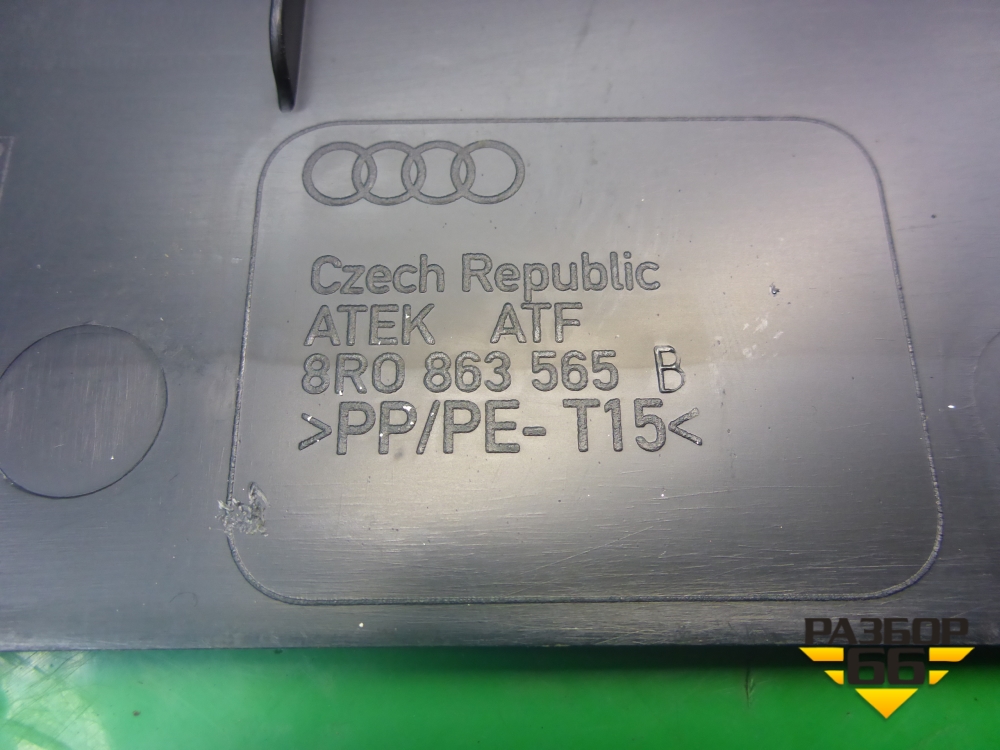 Czech Republic
ATEK ATF
8R0 863 565 B
>PP/PE- T15<
РАЗБОР
66